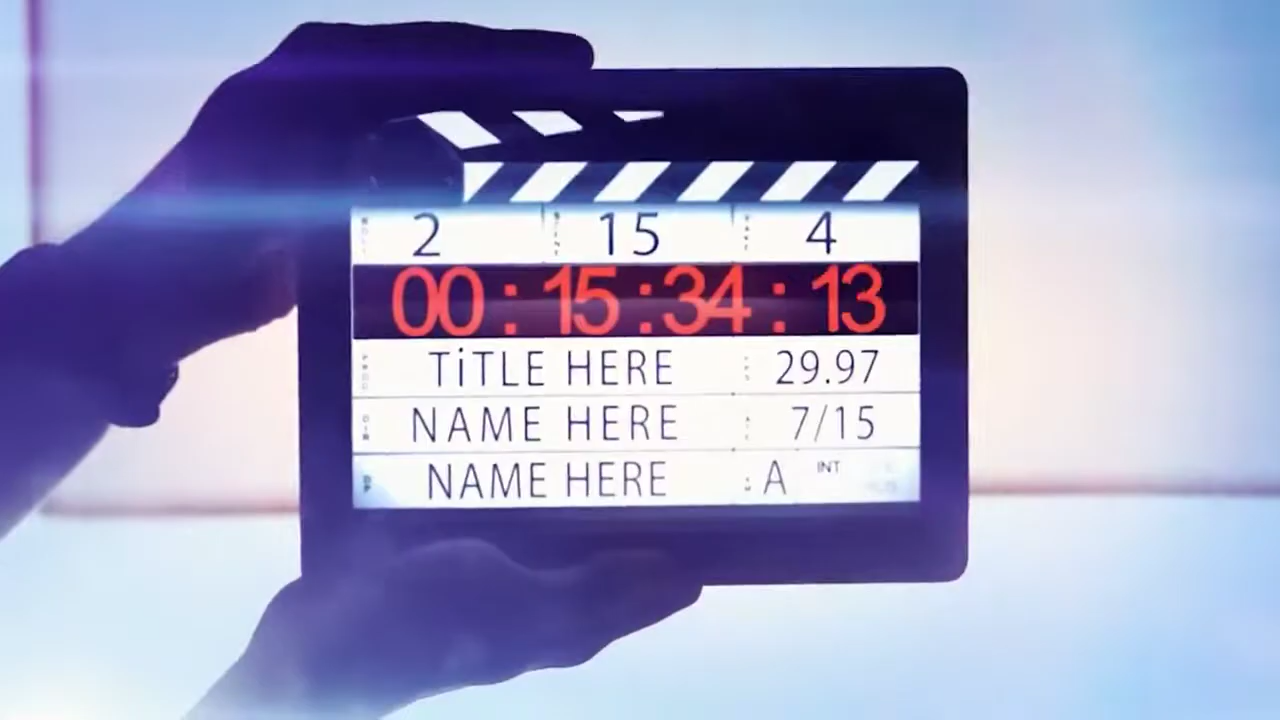 2 15 4
00:15:34:13
TiTLE HERE 29.97
NAME HERE 7/15
NAME HERE A INT